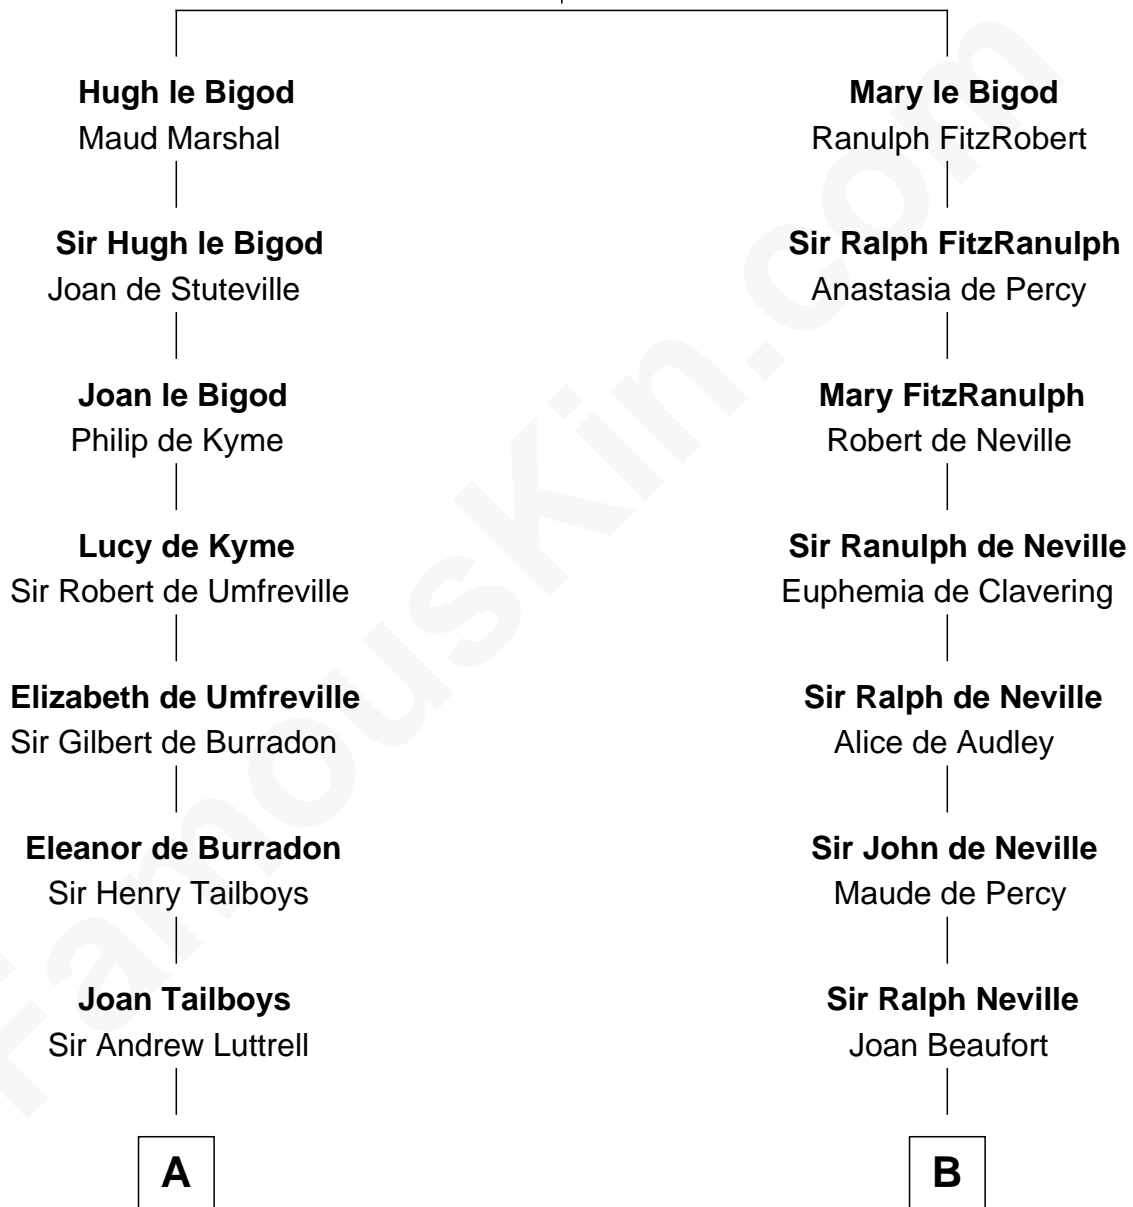 Hugh le Bigod
Maud Marshal
Mary le Bigod
Ranulph FitzRobert
Sir Hugh le Bigod
Joan de Stuteville
Sir Ralph FitzRanulph
Anastasia de Percy
Joan le Bigod
Philip de Kyme
Mary FitzRanulph
Robert de Neville
Lucy de Kyme
Sir Robert de Umfreville
Sir Ranulph de Neville
Euphemia de Clavering
Elizabeth de Umfreville
Sir Gilbert de Burradon
Sir Ralph de Neville
Alice de Audley
Eleanor de Burradon
Sir Henry Tailboys
Sir John de Neville
Maude de Percy
Joan Tailboys
Sir Andrew Luttrell
Sir Ralph Neville
Joan Beaufort
A
B
FamousKin.com